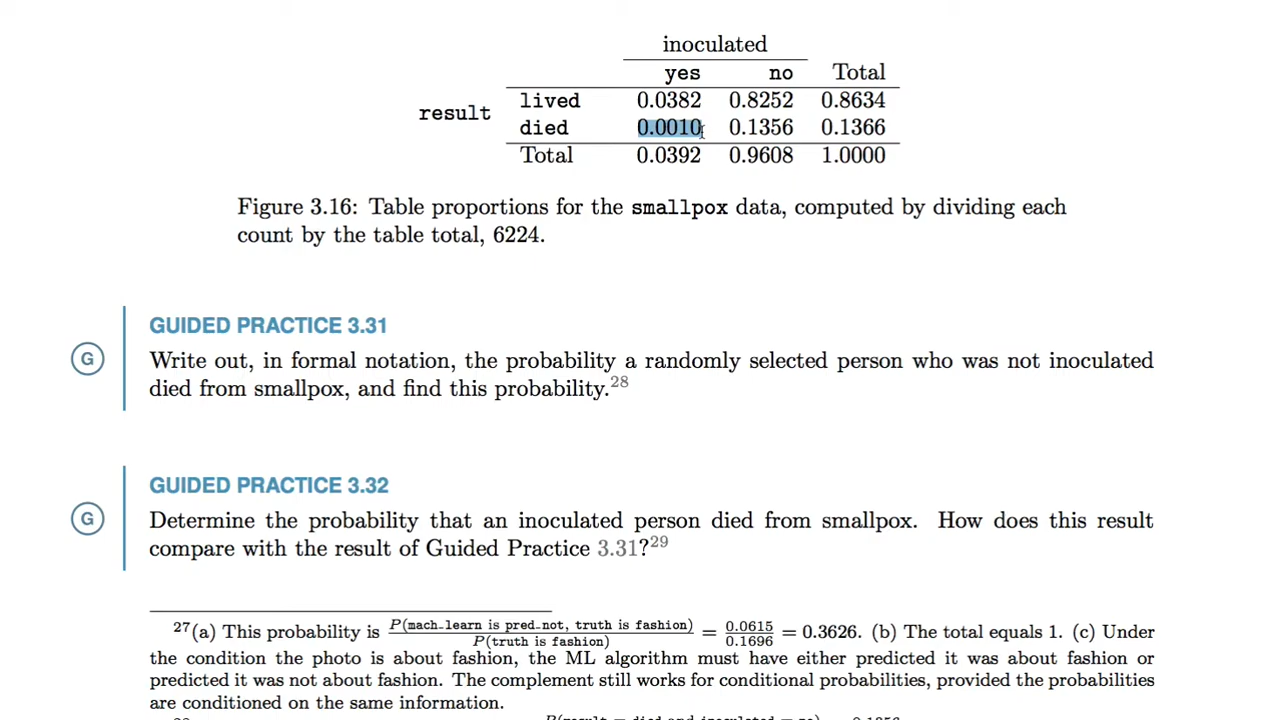 inoculated
yes no Total
lived 0.0382 0.8252 0.8634
result
died 0.0010 0.1356 0.1366
Total 0.0392 0.9608 1.0000
Figure 3.16: Table proportions for the smallpox data, computed by dividing each
count by the table total, 6224.
GUIDED PRACTICE 3.31
G
Write out, in formal notation, the probability a randomly selected person who was not inoculated
died from smallpox, and find this probability.28
GUIDED PRACTICE 3.32
G
Determine the probability that an inoculated person died from smallpox. How does this result
compare with the result of Guided Practice 3.31?29
27(a) This probability is P(mach_learn is pred_not, truth is fashion) / P(truth is fashion) = 0.0615 / 0.1696 = 0.3626. (b) The total equals 1. (c) Under
the condition the photo is about fashion, the ML algorithm must have either predicted it was about fashion or
predicted it was not about fashion. The complement still works for conditional probabilities, provided the probabilities
are conditioned on the same information.
P(result = died and inoculated = no) 0.1356